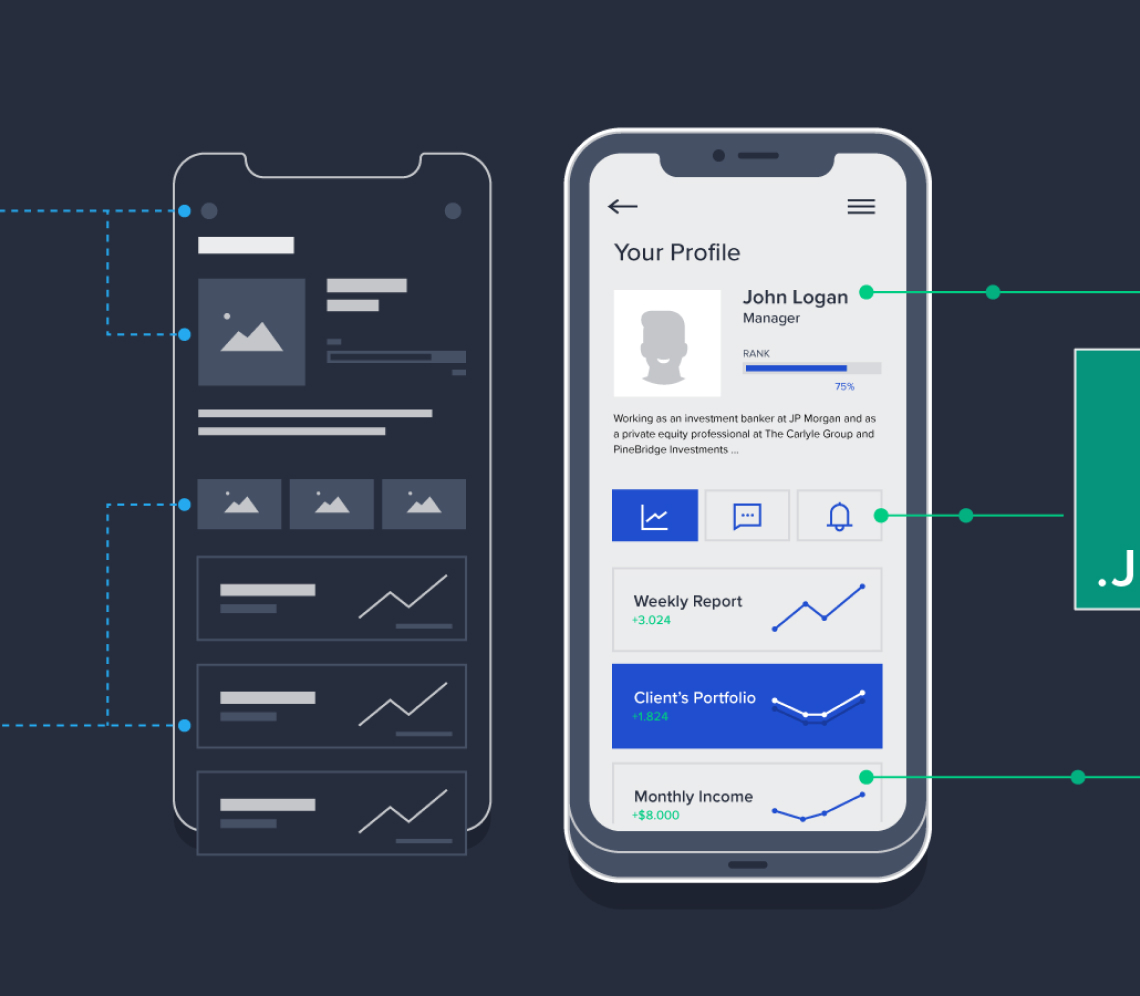 Your Profile
John Logan
Manager
RANK
75%
Working as an investment banker at JP Morgan and as
a private equity professional at The Carlyle Group and
PineBridge Investments ...
Weekly Report
+3.024
Client's Portfolio
+1.824
Monthly Income
+$8.000
.J